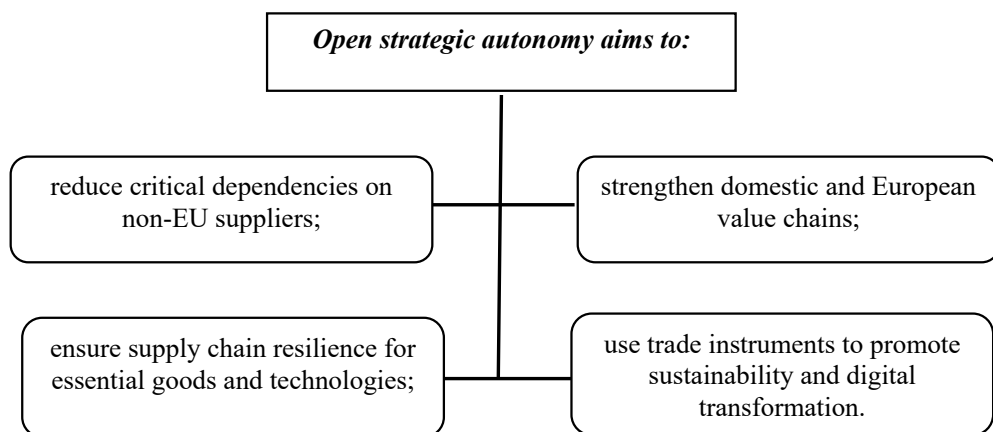 Open strategic autonomy aims to:
reduce critical dependencies on
non-EU suppliers;
strengthen domestic and European
value chains;
ensure supply chain resilience for
essential goods and technologies;
use trade instruments to promote
sustainability and digital
transformation.